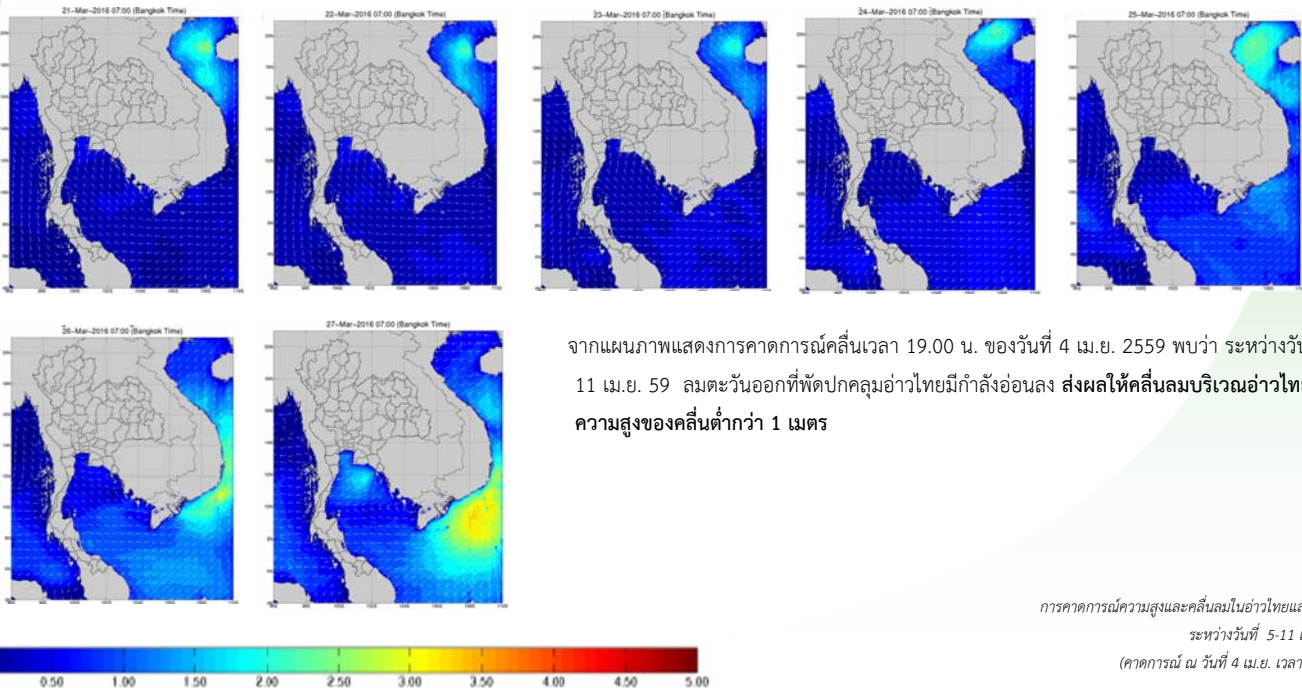 21-Mar-2016 07:00 (Bangkok Time)
22-Mar-2016 07:00 (Bangkok Time)
23-Mar-2016 07:00 (Bangkok Time)
24-Mar-2016 07:00 (Bangkok Time)
25-Mar-2016 07:00 (Bangkok Time)
26-Mar-2016 07:00 (Bangkok Time)
27-Mar-2016 07:00 (Bangkok Time)
จากแผนภาพแสดงการคาดการณ์คลื่นเวลา 19.00 น. ของวันที่ 4 เม.ย. 2559 พบว่า ระหว่างวัน
11 เม.ย. 59 ลมตะวันออกที่พัดปกคลุมอ่าวไทยมีกำลังอ่อนลง ส่งผลให้คลื่นลมบริเวณอ่าวไทย
ความสูงของคลื่นต่ำกว่า 1 เมตร
การคาดการณ์ความสูงและคลื่นลมในอ่าวไทยและ
ระหว่างวันที่ 5-11 เ
(คาดการณ์ ณ วันที่ 4 เม.ย. เวลา
0.50 1.00 1.50 2.00 2.50 3.00 3.50 4.00 4.50 5.00